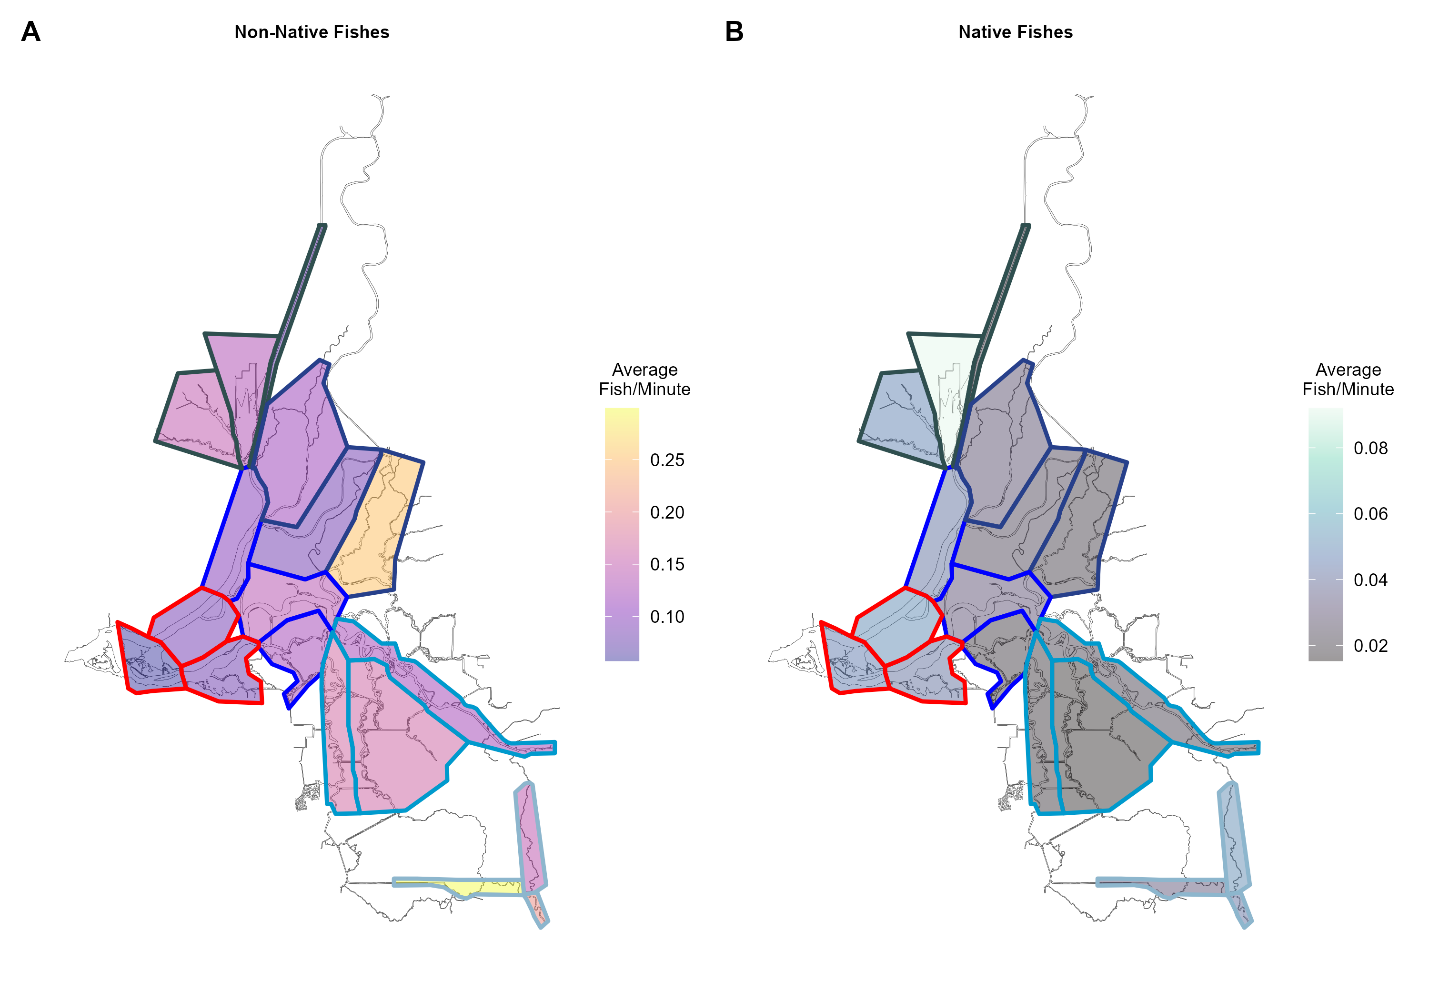 A
Non-Native Fishes
Average
Fish/Minute
0.25
0.20
0.15
0.10
B
Native Fishes
Average
Fish/Minute
0.08
0.06
0.04
0.02